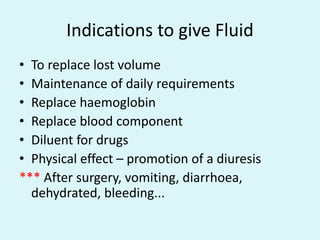 Indications to give Fluid
• To replace lost volume
• Maintenance of daily requirements
• Replace haemoglobin
• Replace blood component
• Diluent for drugs
• Physical effect – promotion of a diuresis
*** After surgery, vomiting, diarrhoea,
dehydrated, bleeding...